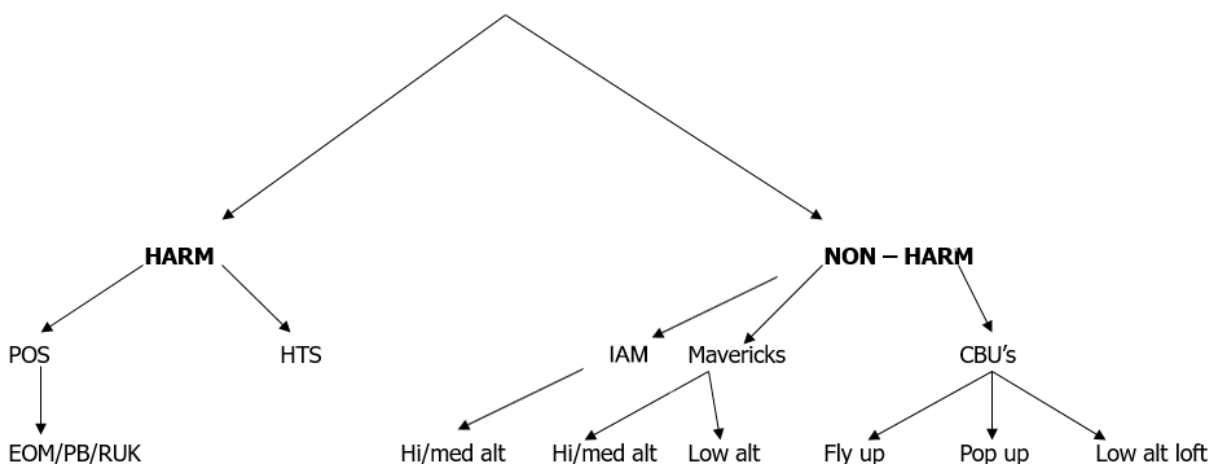 HARM
NON – HARM
POS
HTS
IAM
Mavericks
CBU's
EOM/PB/RUK
Hi/med alt
Hi/med alt
Low alt
Fly up
Pop up
Low alt loft